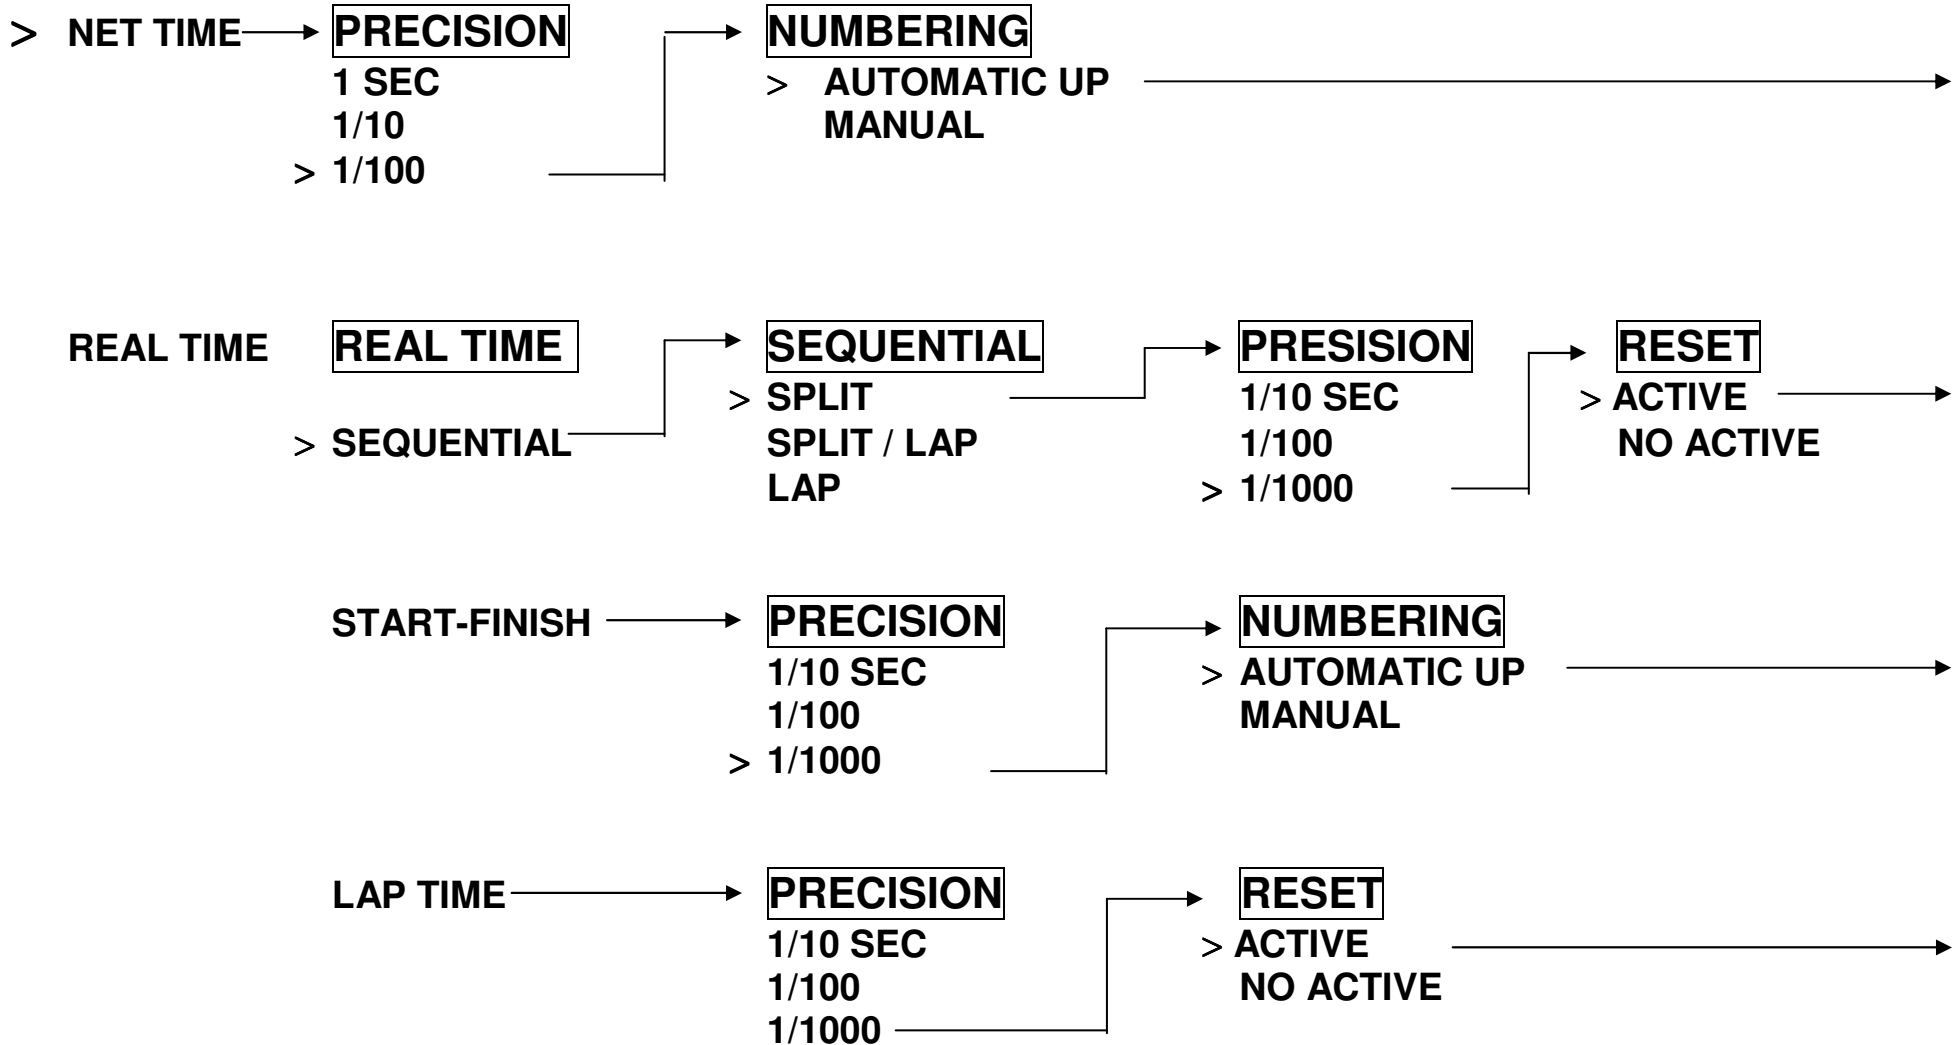 > NET TIME PRECISION NUMBERING
1 SEC > AUTOMATIC UP
1/10 MANUAL
> 1/100
REAL TIME REAL TIME SEQUENTIAL PRESISION RESET
> SPLIT 1/10 SEC > ACTIVE
> SEQUENTIAL SPLIT / LAP 1/100 NO ACTIVE
LAP > 1/1000
START-FINISH PRECISION NUMBERING
1/10 SEC > AUTOMATIC UP
1/100 MANUAL
> 1/1000
LAP TIME PRECISION RESET
1/10 SEC > ACTIVE
1/100 NO ACTIVE
1/1000